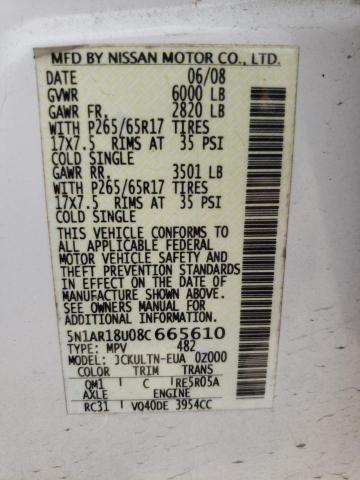 MFD BY NISSAN MOTOR CO., LTD.
DATE 06/08
GVWR 6000 LB
GAWR FR. 2820 LB
WITH P265/65R17 TIRES
17x7.5 RIMS AT 35 PSI
COLD SINGLE
GAWR RR. 3501 LB
WITH P265/65R17 TIRES
17x7.5 RIMS AT 35 PSI
COLD SINGLE
THIS VEHICLE CONFORMS TO
ALL APPLICABLE FEDERAL
MOTOR VEHICLE SAFETY AND
THEFT PREVENTION STANDARDS
IN EFFECT ON THE DATE OF
MANUFACTURE SHOWN ABOVE.
SEE OWNERS MANUAL FOR
ADDITIONAL INFORMATION
5N1AR18U08C665610
TYPE: MPV 482
MODEL: JCKULTN-EUA 0Z000
COLOR TRIM TRANS
QM1 C RE5R05A
AXLE ENGINE
RC31 VQ40DE 3954CC